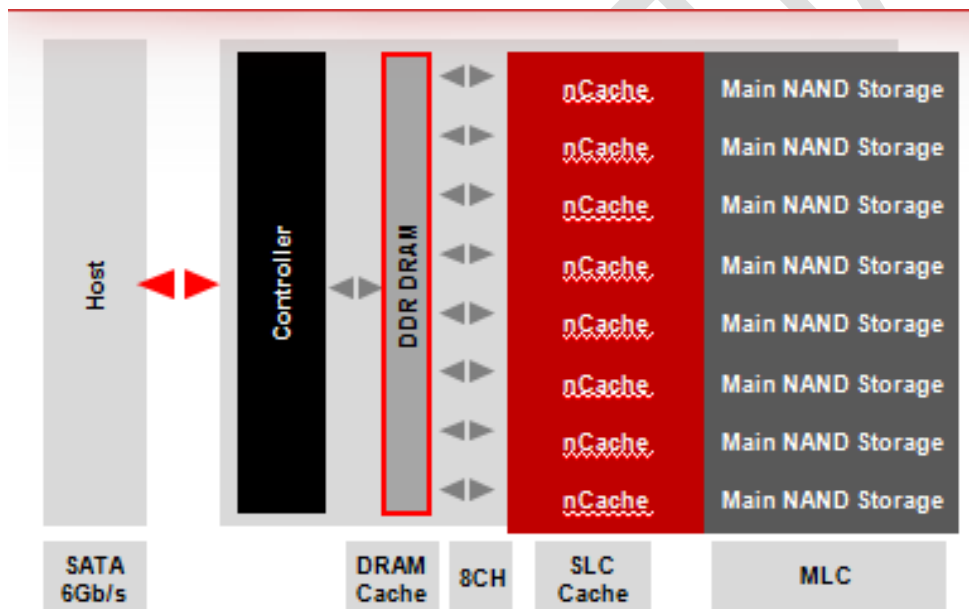 Host
Controller
DDR DRAM
nCache Main NAND Storage
nCache Main NAND Storage
nCache Main NAND Storage
nCache Main NAND Storage
nCache Main NAND Storage
nCache Main NAND Storage
nCache Main NAND Storage
nCache Main NAND Storage
SATA
6Gb/s
DRAM
Cache
8CH
SLC
Cache
MLC